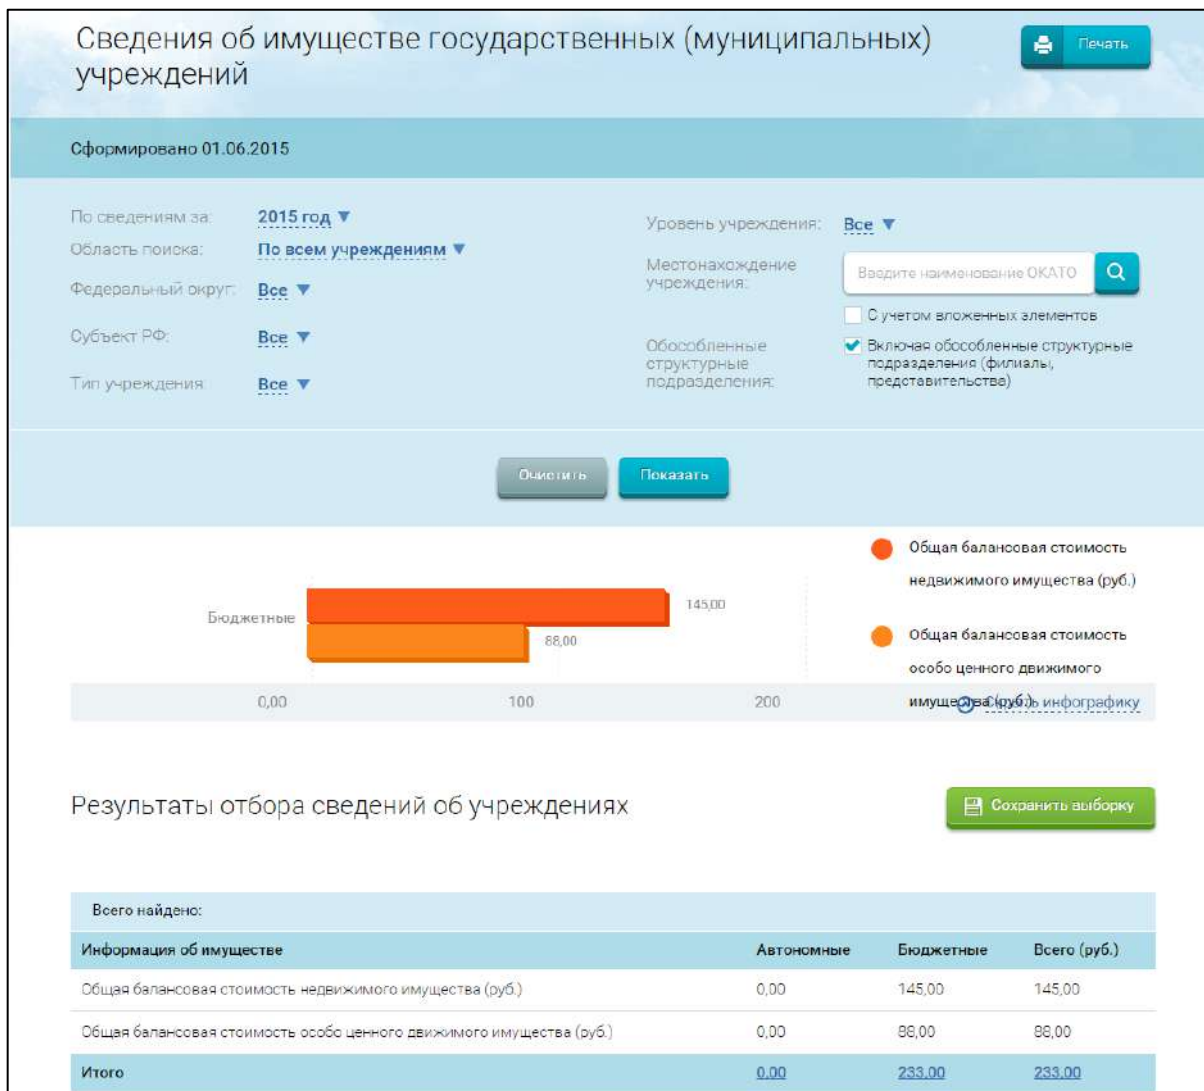 Сведения об имуществе государственных (муниципальных)
учреждений
Печать
Сформировано 01.06.2015
По сведениям за: 2015 год
Область поиска: По всем учреждениям
Федеральный округ: Все
Субъект РФ: Все
Тип учреждения: Все
Уровень учреждения: Все
Местонахождение
учреждения:
Введите наименование ОКАТО
С учетом вложенных элементов
Обособленные
структурные
подразделения:
Включая обособленные структурные
подразделения (филиалы,
представительства)
Очистить Показать
Общая балансовая стоимость
недвижимого имущества (руб.)
Общая балансовая стоимость
особо ценного движимого
имущества (руб.)
инфографику
Бюджетные
145,00
88,00
0,00 100 200
Результаты отбора сведений об учреждениях
Сохранить выборку
Всего найдено:
Информация об имуществе Автономные Бюджетные Всего (руб.)
Общая балансовая стоимость недвижимого имущества (руб.) 0,00 145,00 145,00
Общая балансовая стоимость особо ценного движимого имущества (руб.) 0,00 88,00 88,00
Итого 0,00 233,00 233,00